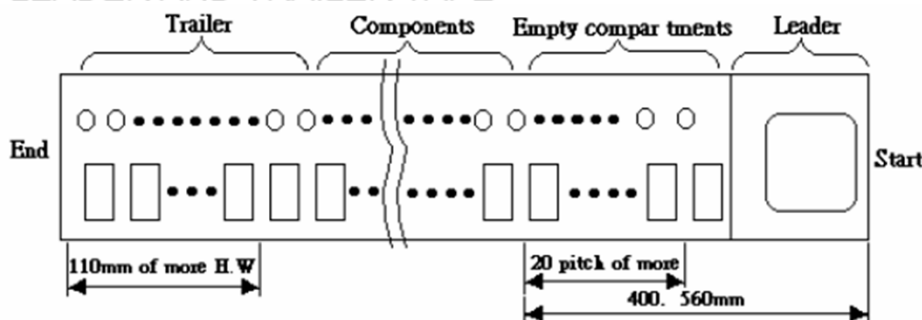 Trailer Components Empty compar tments Leader
End
Start
110mm of more H.W
20 pitch of more
400. 560mm